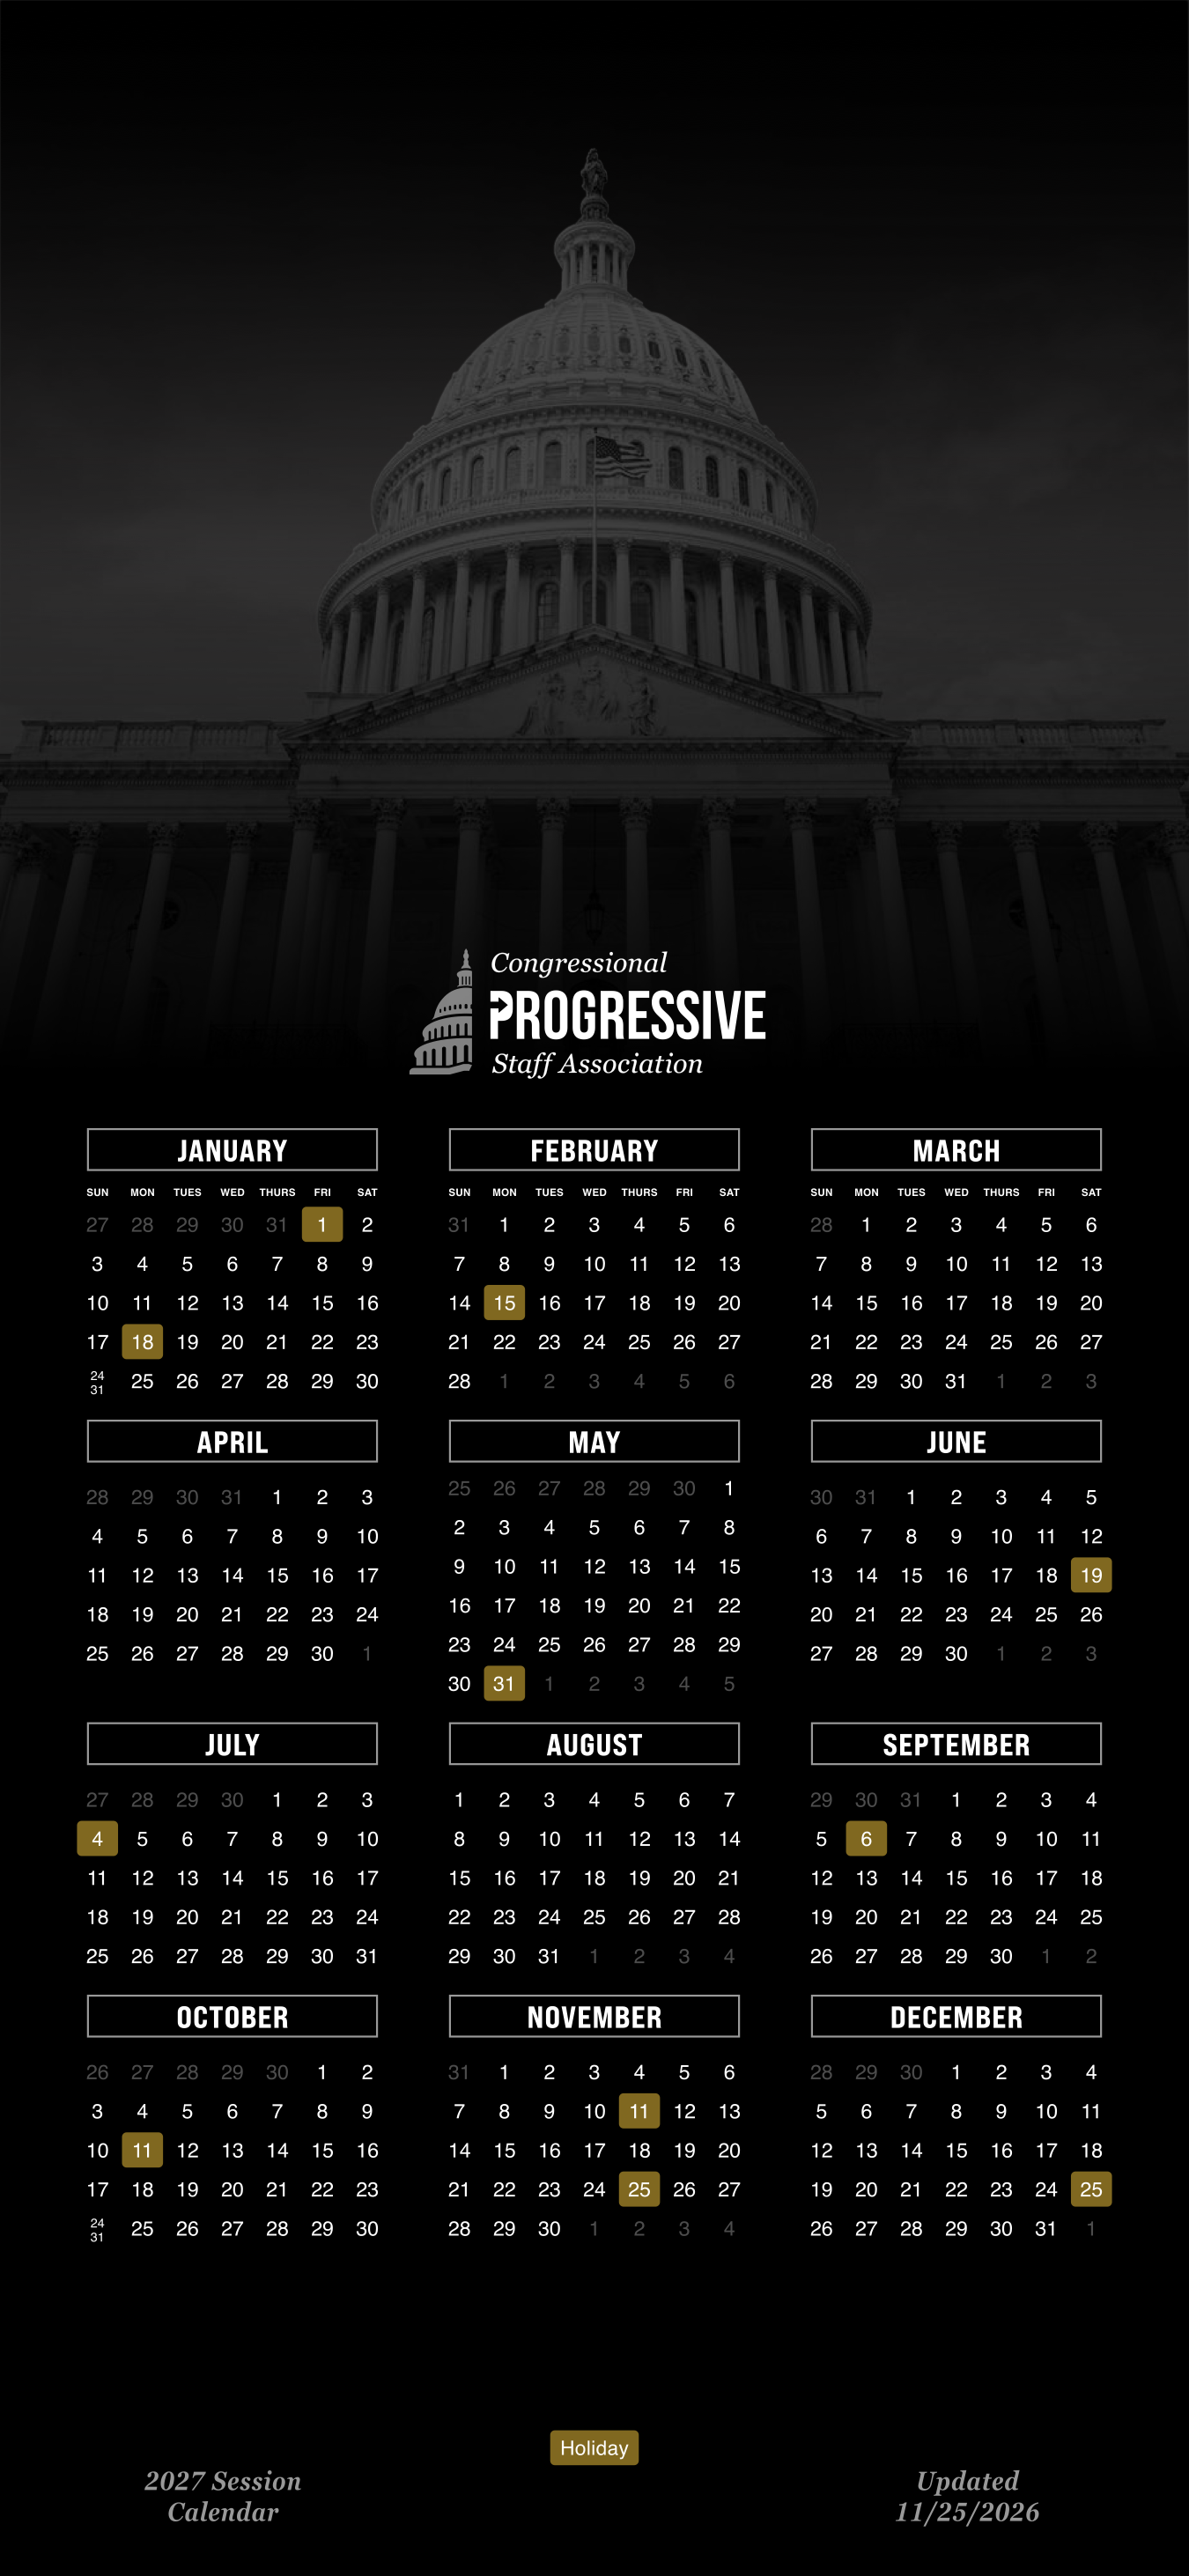 Congressional
PROGRESSIVE
Staff Association
JANUARY
SUN MON TUES WED THURS FRI SAT
27 28 29 30 31 1 2
3 4 5 6 7 8 9
10 11 12 13 14 15 16
17 18 19 20 21 22 23
24
31
25 26 27 28 29 30
FEBRUARY
SUN MON TUES WED THURS FRI SAT
31 1 2 3 4 5 6
7 8 9 10 11 12 13
14 15 16 17 18 19 20
21 22 23 24 25 26 27
28 1 2 3 4 5 6
MARCH
SUN MON TUES WED THURS FRI SAT
28 1 2 3 4 5 6
7 8 9 10 11 12 13
14 15 16 17 18 19 20
21 22 23 24 25 26 27
28 29 30 31 1 2 3
APRIL
28 29 30 31 1 2 3
4 5 6 7 8 9 10
11 12 13 14 15 16 17
18 19 20 21 22 23 24
25 26 27 28 29 30 1
MAY
25 26 27 28 29 30 1
2 3 4 5 6 7 8
9 10 11 12 13 14 15
16 17 18 19 20 21 22
23 24 25 26 27 28 29
30 31 1 2 3 4 5
JUNE
30 31 1 2 3 4 5
6 7 8 9 10 11 12
13 14 15 16 17 18 19
20 21 22 23 24 25 26
27 28 29 30 1 2 3
JULY
27 28 29 30 1 2 3
4 5 6 7 8 9 10
11 12 13 14 15 16 17
18 19 20 21 22 23 24
25 26 27 28 29 30 31
AUGUST
1 2 3 4 5 6 7
8 9 10 11 12 13 14
15 16 17 18 19 20 21
22 23 24 25 26 27 28
29 30 31 1 2 3 4
SEPTEMBER
29 30 31 1 2 3 4
5 6 7 8 9 10 11
12 13 14 15 16 17 18
19 20 21 22 23 24 25
26 27 28 29 30 1 2
OCTOBER
26 27 28 29 30 1 2
3 4 5 6 7 8 9
10 11 12 13 14 15 16
17 18 19 20 21 22 23
24
31
25 26 27 28 29 30
NOVEMBER
31 1 2 3 4 5 6
7 8 9 10 11 12 13
14 15 16 17 18 19 20
21 22 23 24 25 26 27
28 29 30 1 2 3 4
DECEMBER
28 29 30 1 2 3 4
5 6 7 8 9 10 11
12 13 14 15 16 17 18
19 20 21 22 23 24 25
26 27 28 29 30 31 1
Holiday
2027 Session
Calendar
Updated
11/25/2026